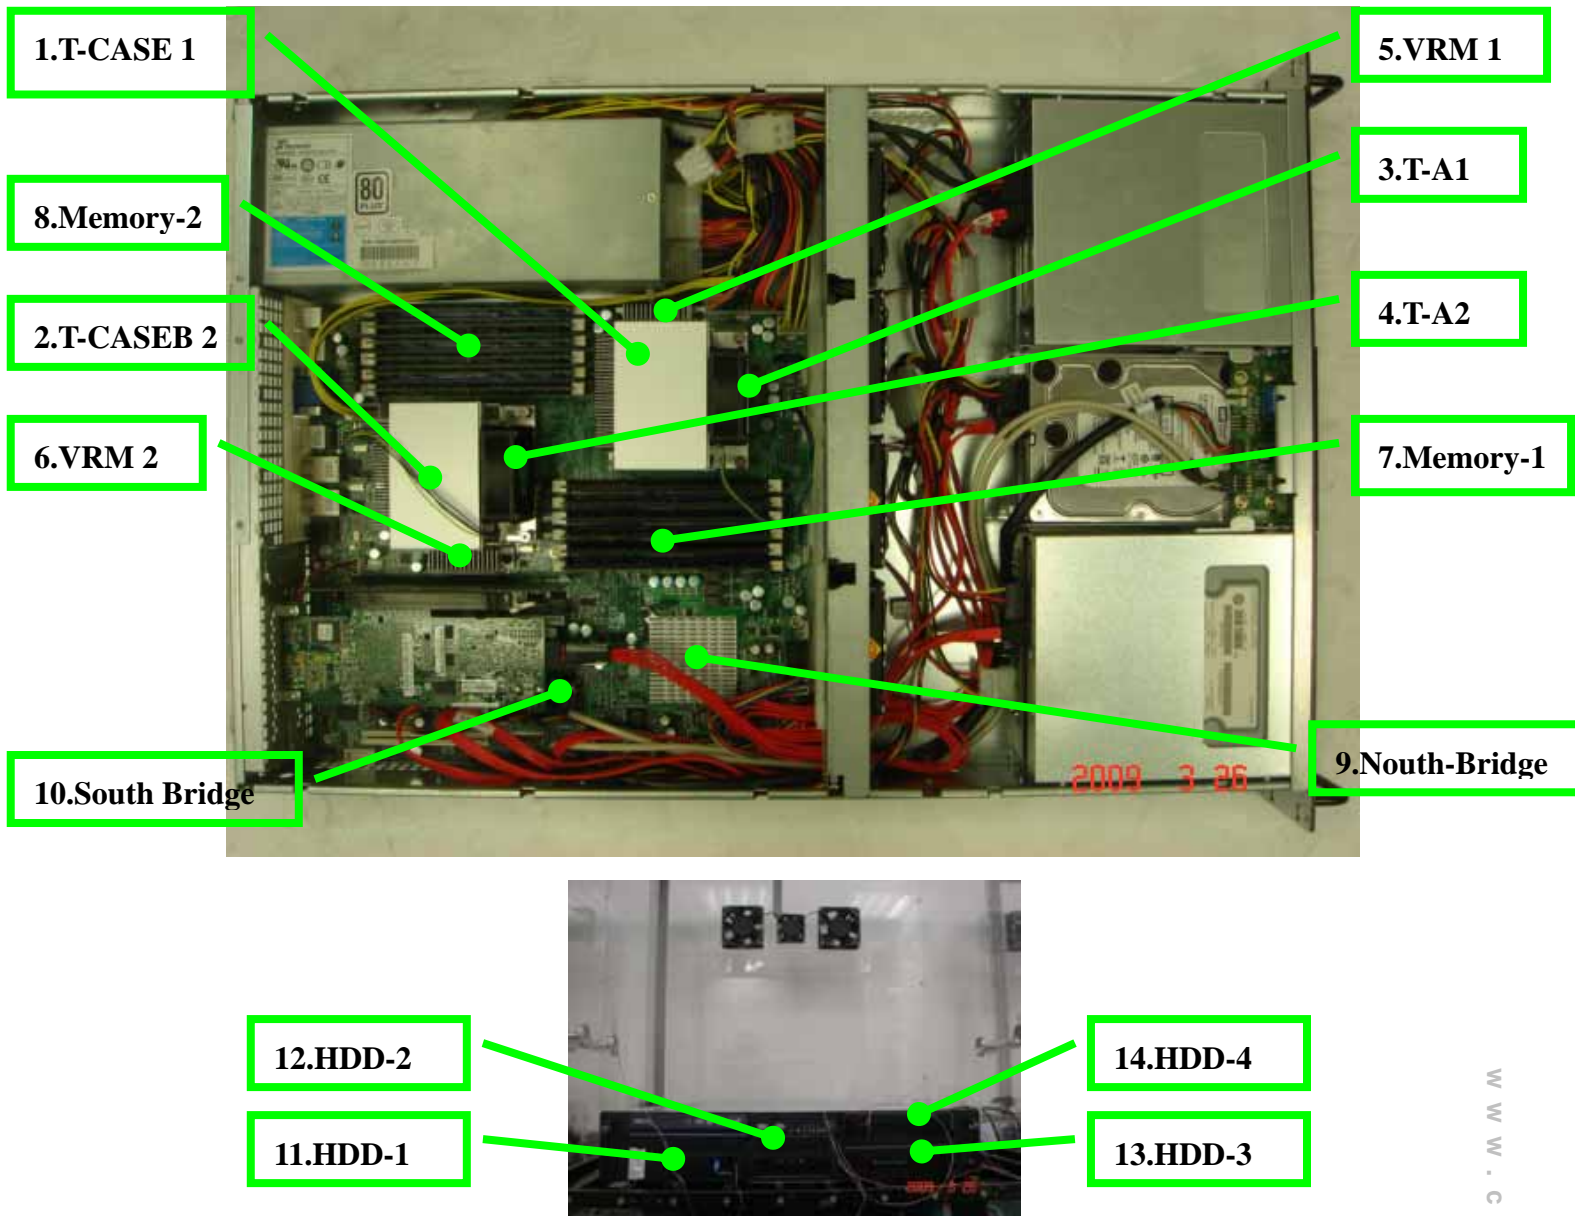 1.T-CASE 1
5.VRM 1
3.T-A1
8.Memory-2
80
PLUS
4.T-A2
2.T-CASEB 2
7.Memory-1
6.VRM 2
9.Nouth-Bridge
10.South Bridge
2009 3 26
12.HDD-2
14.HDD-4
11.HDD-1
13.HDD-3
w w w . c